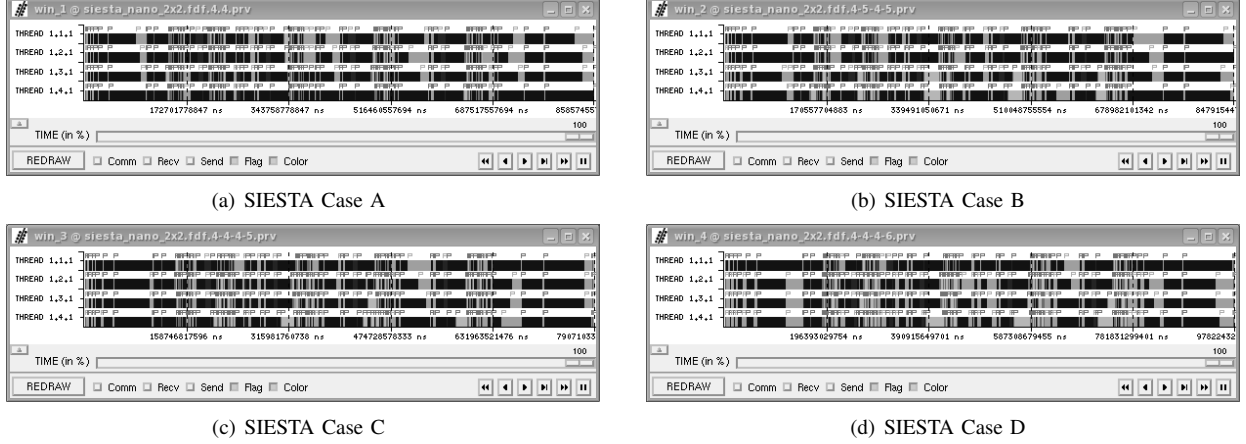 win_1 @ siesta_nano_2x2.fdf.4.4.prv
THREAD 1.1.1
THREAD 1.2.1
THREAD 1.3.1
THREAD 1.4.1
172701778847 ns 343758778847 ns 516460557694 ns 687517557694 ns 858574557
100
TIME (in %)
REDRAW Comm Recv Send Flag Color
(a) SIESTA Case A
win_2 @ siesta_nano_2x2.fdf.4-5-4-5.prv
THREAD 1.1.1
THREAD 1.2.1
THREAD 1.3.1
THREAD 1.4.1
170557704883 ns 339491050671 ns 510048755554 ns 678982101342 ns 847915447
100
TIME (in %)
REDRAW Comm Recv Send Flag Color
(b) SIESTA Case B
win_3 @ siesta_nano_2x2.fdf.4-4-4-5.prv
THREAD 1.1.1
THREAD 1.2.1
THREAD 1.3.1
THREAD 1.4.1
158746817596 ns 315981760738 ns 474728578333 ns 631963521476 ns 79071033
100
TIME (in %)
REDRAW Comm Recv Send Flag Color
(c) SIESTA Case C
win_4 @ siesta_nano_2x2.fdf.4-4-4-6.prv
THREAD 1.1.1
THREAD 1.2.1
THREAD 1.3.1
THREAD 1.4.1
196393029754 ns 390915649701 ns 587308679455 ns 781831299401 ns 97822432
100
TIME (in %)
REDRAW Comm Recv Send Flag Color
(d) SIESTA Case D